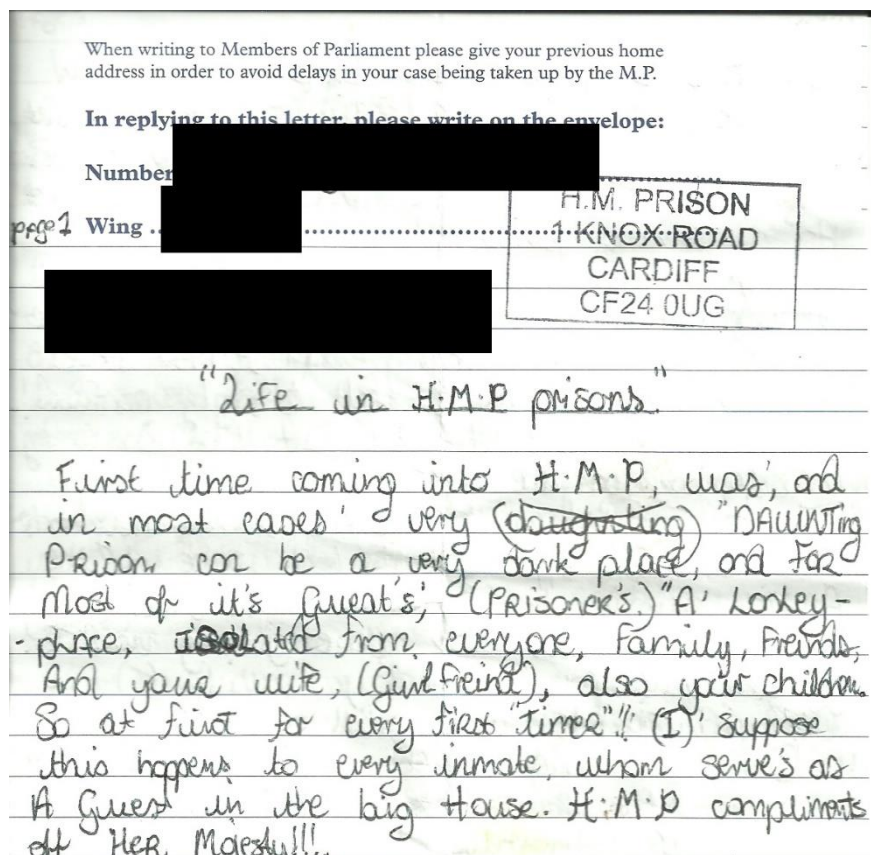 When writing to Members of Parliament please give your previous home
address in order to avoid delays in your case being taken up by the M.P.
In replying to this letter, please write on the envelope:
Number
page 1 Wing
H.M. PRISON
1 KNOX ROAD
CARDIFF
CF24 0UG
"Life in H.M.P prisons."
First time coming into H.M.P, was, and
in most cases' very "DAUNTing
Prison can be a very dark place, and for
Most of it's Guest's, (PRisoner's.) "A' Lonley-
-place, isolated from everyone, Family, Freinds,
And your wife, (Girl Freind), also your children.
So at first for every first "timer"!! (I)' suppose
this happens to every inmate, whom serve's as
A Guest in the big House. H.M.P compliments
off HER Majesty!!!